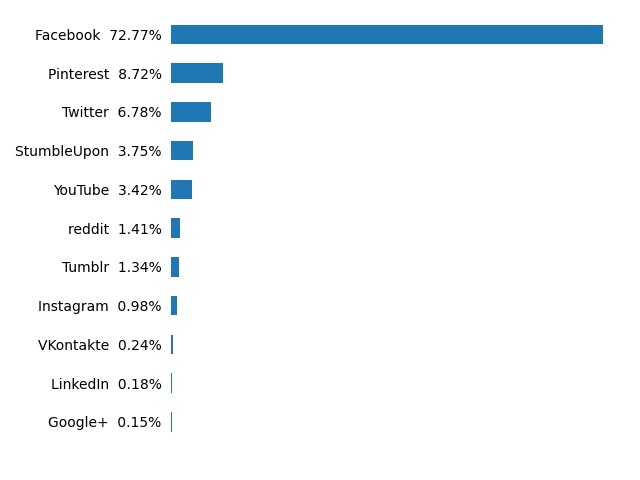 Facebook 72.77%
Pinterest 8.72%
Twitter 6.78%
StumbleUpon 3.75%
YouTube 3.42%
reddit 1.41%
Tumblr 1.34%
Instagram 0.98%
VKontakte 0.24%
LinkedIn 0.18%
Google+ 0.15%